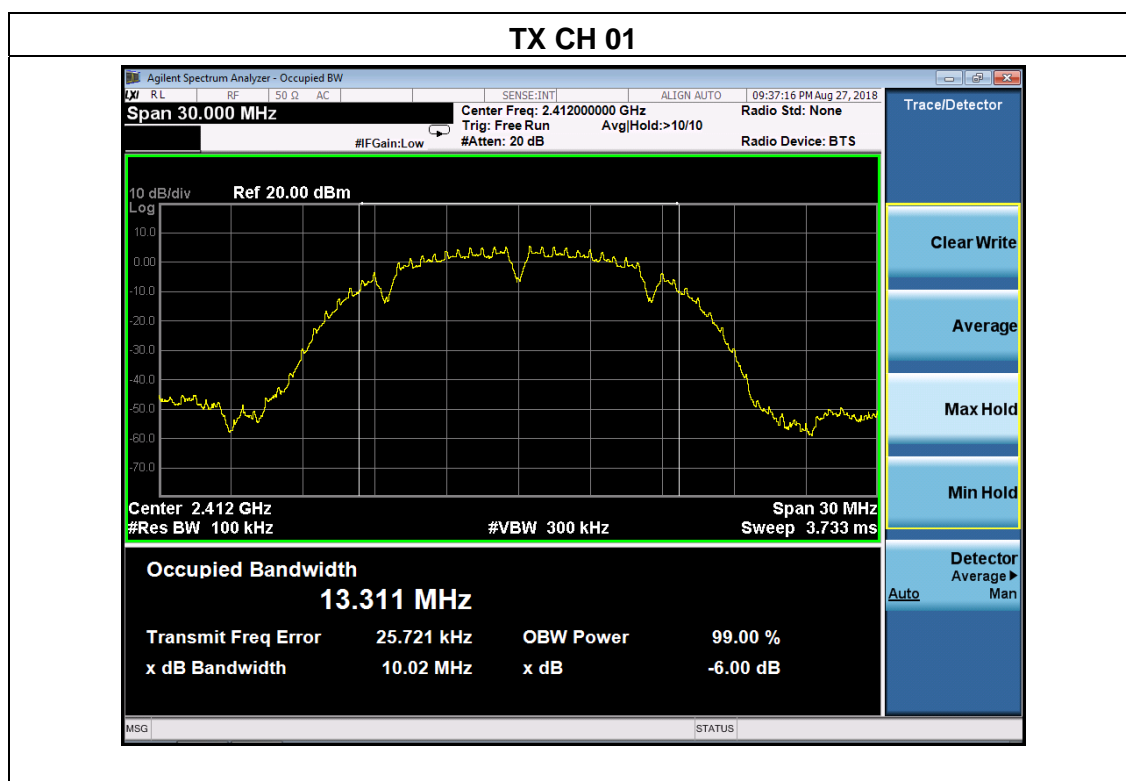 TX CH 01
Agilent Spectrum Analyzer - Occupied BW
LXI RL RF 50 Ω AC SENSE:INT ALIGN AUTO 09:37:16 PM Aug 27, 2018
Span 30.000 MHz
Center Freq: 2.412000000 GHz Radio Std: None
Trig: Free Run Avg|Hold:>10/10
#IFGain:Low #Atten: 20 dB Radio Device: BTS
10 dB/div Ref 20.00 dBm
Log
10.0
0.00
-10.0
-20.0
-30.0
-40.0
-50.0
-60.0
-70.0
Center 2.412 GHz Span 30 MHz
#Res BW 100 kHz #VBW 300 kHz Sweep 3.733 ms
Occupied Bandwidth
13.311 MHz
Transmit Freq Error 25.721 kHz OBW Power 99.00 %
x dB Bandwidth 10.02 MHz x dB -6.00 dB
MSG STATUS
Trace/Detector
Clear Write
Average
Max Hold
Min Hold
Detector
Average
Auto Man